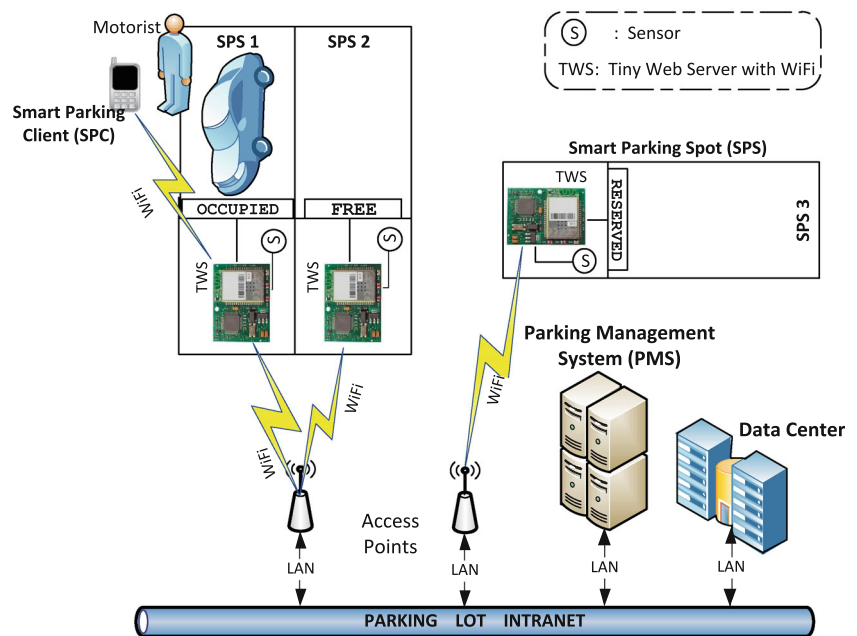 Motorist
SPS 1
SPS 2
S : Sensor
TWS: Tiny Web Server with WiFi
Smart Parking
Client (SPC)
WiFi
Smart Parking Spot (SPS)
TWS
RESERVED
SPS 3
S
OCCUPIED
FREE
S
S
TWS
TWS
Parking Management
System (PMS)
WiFi
WiFi
WiFi
Data Center
Access
Points
LAN
LAN
LAN
LAN
PARKING LOT INTRANET